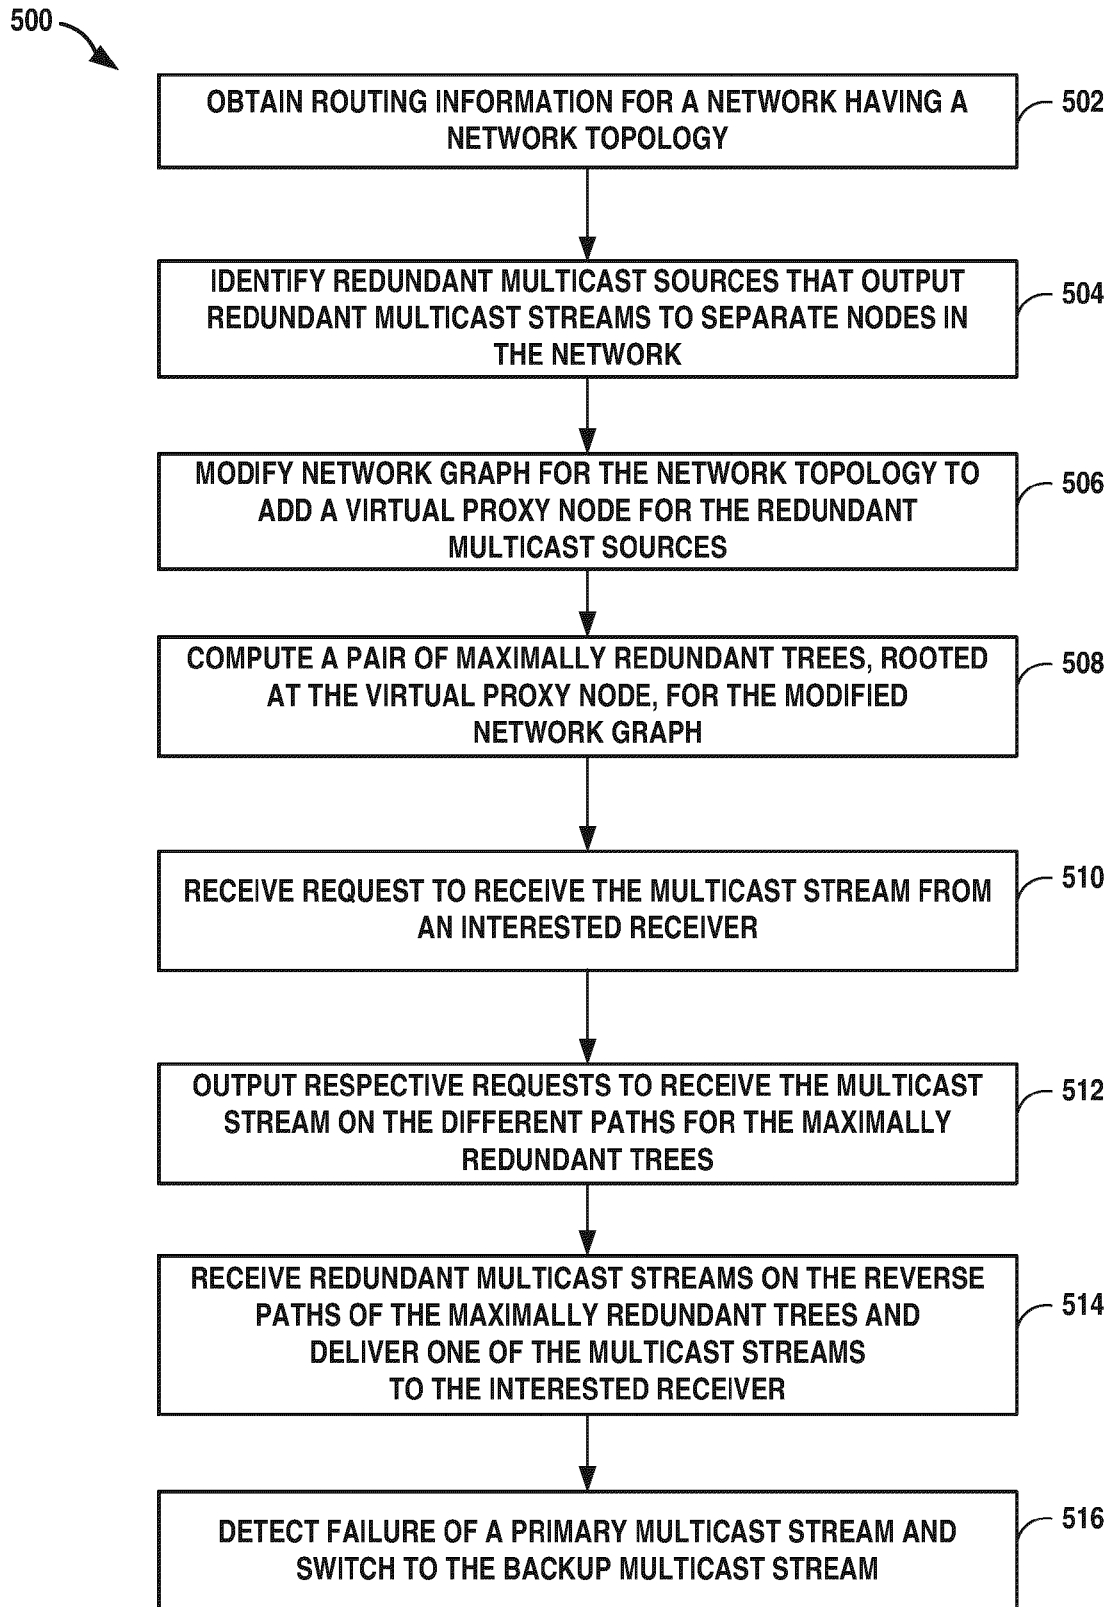 500
OBTAIN ROUTING INFORMATION FOR A NETWORK HAVING A
NETWORK TOPOLOGY
502
IDENTIFY REDUNDANT MULTICAST SOURCES THAT OUTPUT
REDUNDANT MULTICAST STREAMS TO SEPARATE NODES IN
THE NETWORK
504
MODIFY NETWORK GRAPH FOR THE NETWORK TOPOLOGY TO
ADD A VIRTUAL PROXY NODE FOR THE REDUNDANT
MULTICAST SOURCES
506
COMPUTE A PAIR OF MAXIMALLY REDUNDANT TREES, ROOTED
AT THE VIRTUAL PROXY NODE, FOR THE MODIFIED
NETWORK GRAPH
508
RECEIVE REQUEST TO RECEIVE THE MULTICAST STREAM FROM
AN INTERESTED RECEIVER
510
OUTPUT RESPECTIVE REQUESTS TO RECEIVE THE MULTICAST
STREAM ON THE DIFFERENT PATHS FOR THE MAXIMALLY
REDUNDANT TREES
512
RECEIVE REDUNDANT MULTICAST STREAMS ON THE REVERSE
PATHS OF THE MAXIMALLY REDUNDANT TREES AND
DELIVER ONE OF THE MULTICAST STREAMS
TO THE INTERESTED RECEIVER
514
DETECT FAILURE OF A PRIMARY MULTICAST STREAM AND
SWITCH TO THE BACKUP MULTICAST STREAM
516